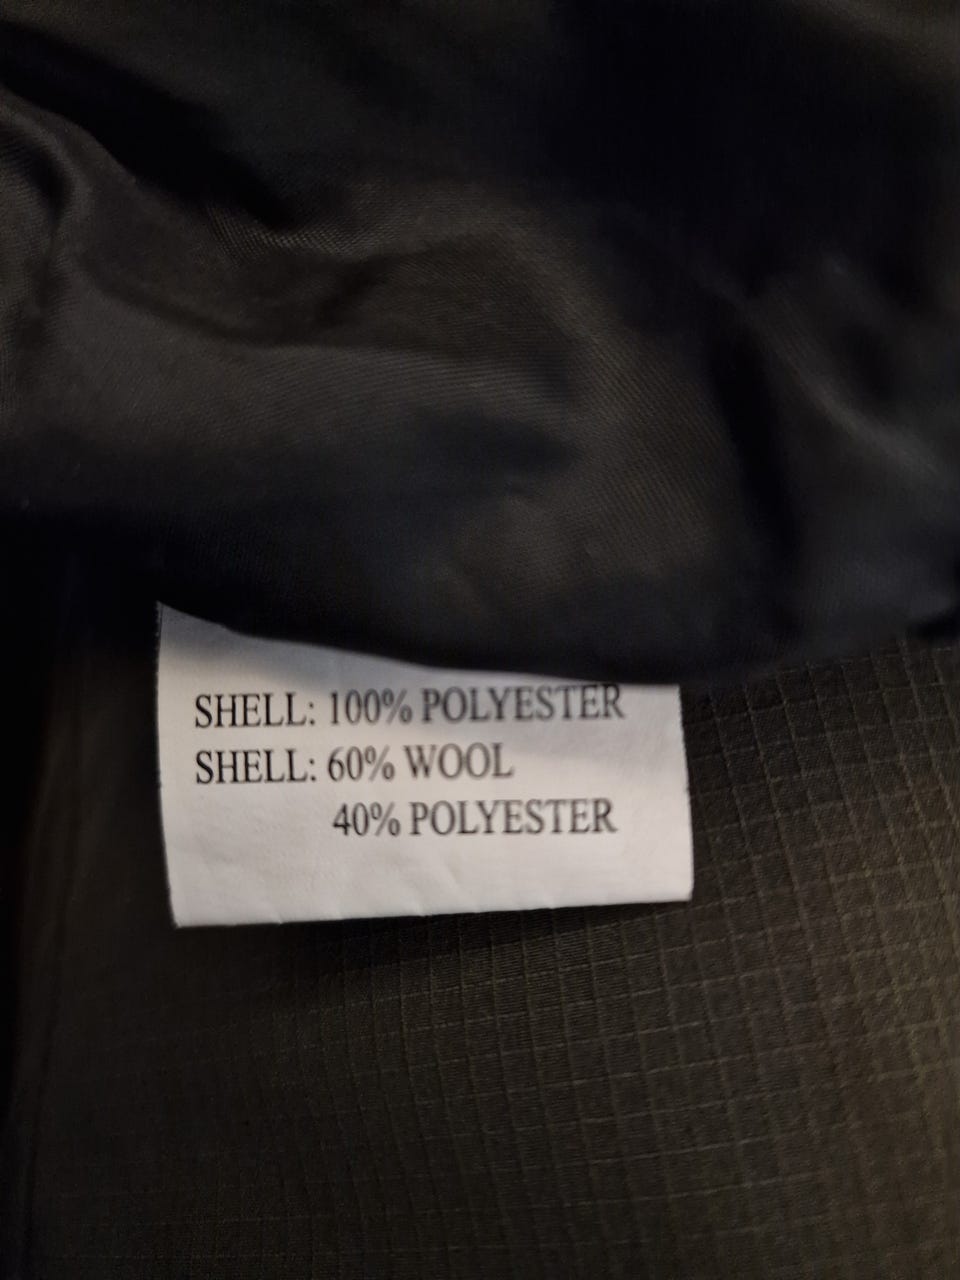 SHELL: 100% POLYESTER
SHELL: 60% WOOL
40% POLYESTER